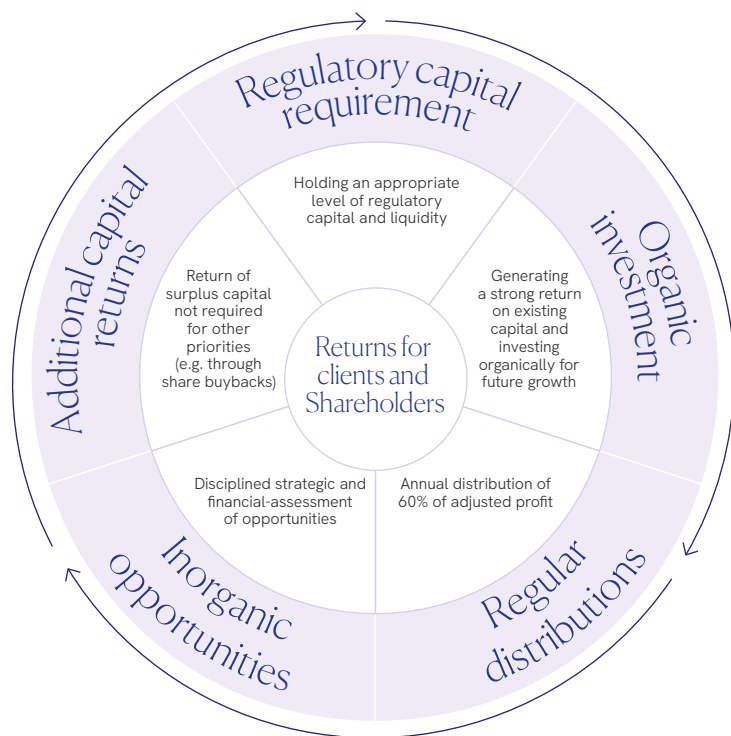 Regulatory capital
requirement
Holding an appropriate
level of regulatory
capital and liquidity
Organic
investment
Generating
a strong return
on existing
capital and
investing
organically for
future growth
Regular
distributions
Annual distribution of
60% of adjusted profit
Inorganic
opportunities
Disciplined strategic and
financial-assessment
of opportunities
Additional capital
returns
Return of
surplus capital
not required
for other
priorities
(e.g. through
share buybacks)
Returns for
clients and
Shareholders